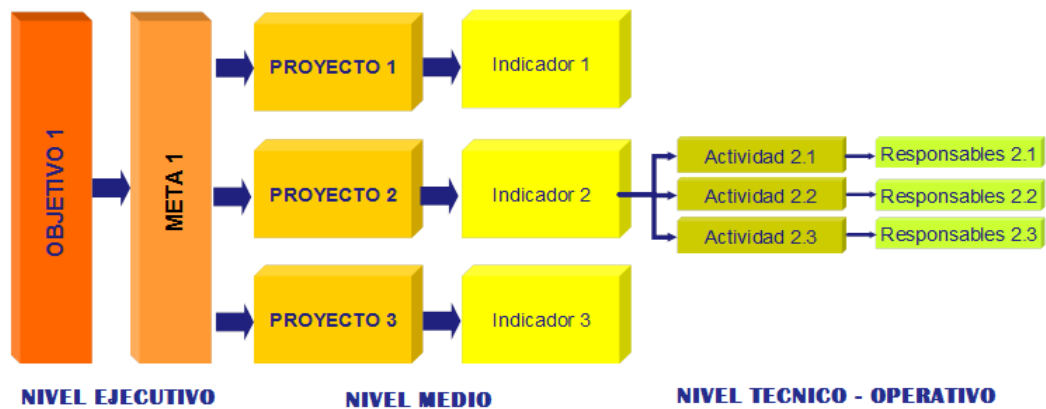 OBJETIVO 1
META 1
PROYECTO 1
Indicador 1
PROYECTO 2
Indicador 2
Actividad 2.1
Responsables 2.1
Actividad 2.2
Responsables 2.2
Actividad 2.3
Responsables 2.3
PROYECTO 3
Indicador 3
NIVEL EJECUTIVO
NIVEL MEDIO
NIVEL TECNICO - OPERATIVO